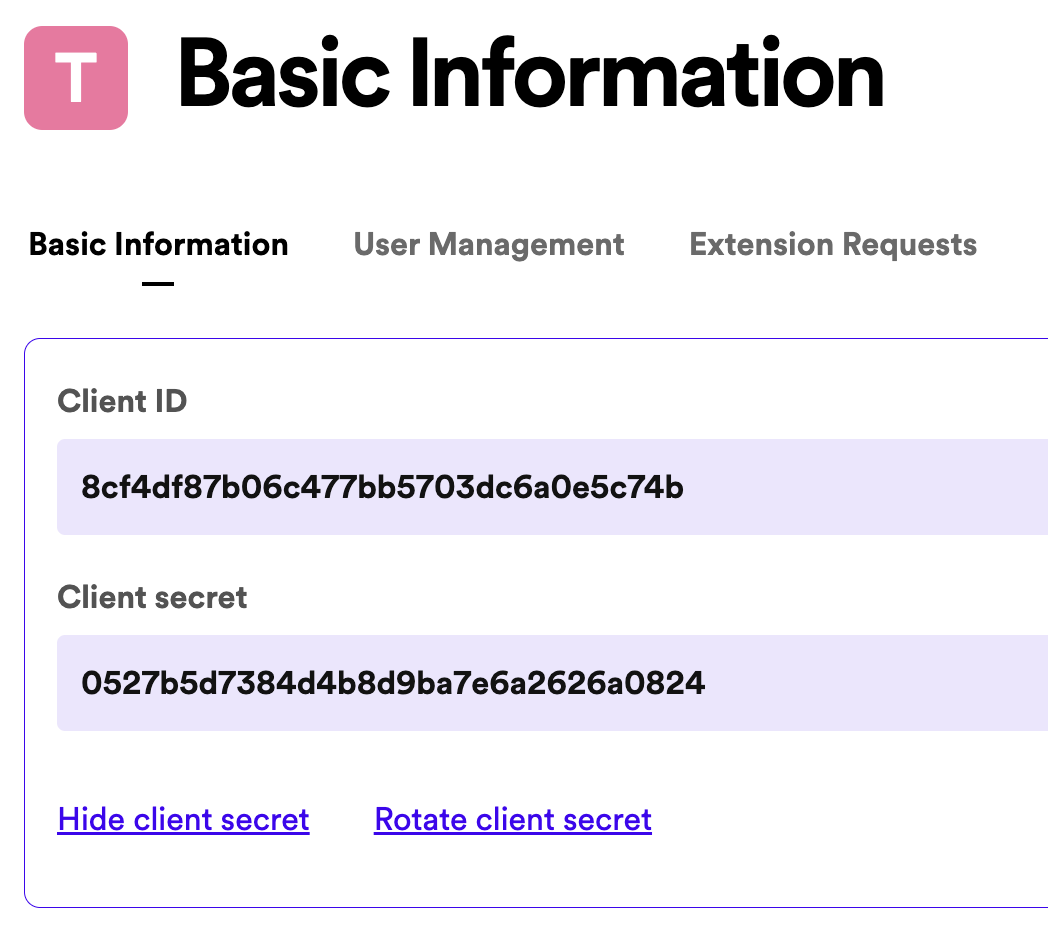 T
Basic Information
Basic Information User Management Extension Requests
Client ID
8cf4df87b06c477bb5703dc6a0e5c74b
Client secret
0527b5d7384d4b8d9ba7e6a2626a0824
Hide client secret Rotate client secret